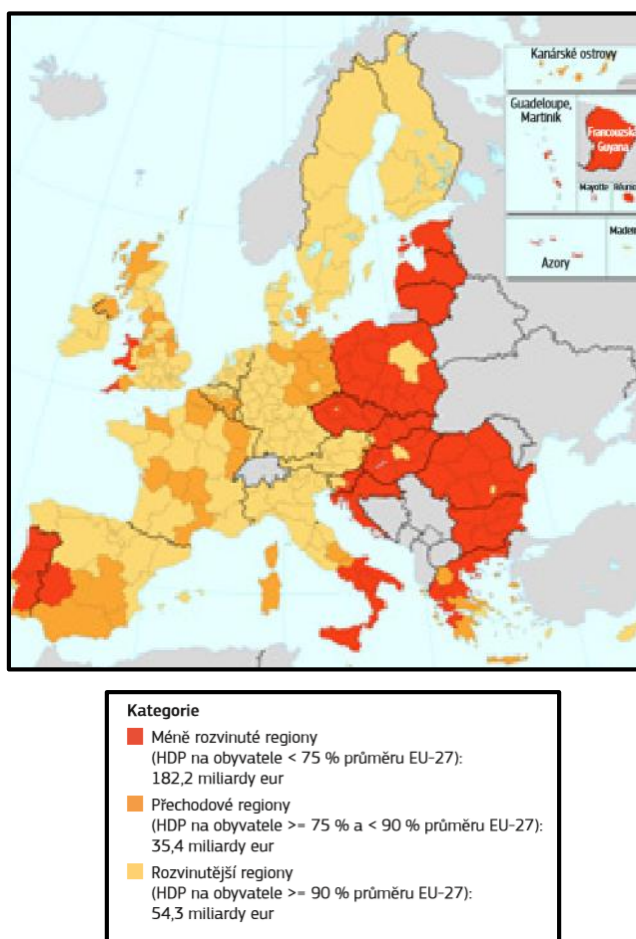 Kanárské ostrovy
Guadeloupe,
Martinik
Francouzská
Guyana
Mayotte
Réunio
Azory
Madei
Kategorie
Méně rozvinuté regiony
(HDP na obyvatele < 75 % průměru EU-27):
182,2 miliardy eur
Přechodové regiony
(HDP na obyvatele >= 75 % a < 90 % průměru EU-27):
35,4 miliardy eur
Rozvinutější regiony
(HDP na obyvatele >= 90 % průměru EU-27):
54,3 miliardy eur